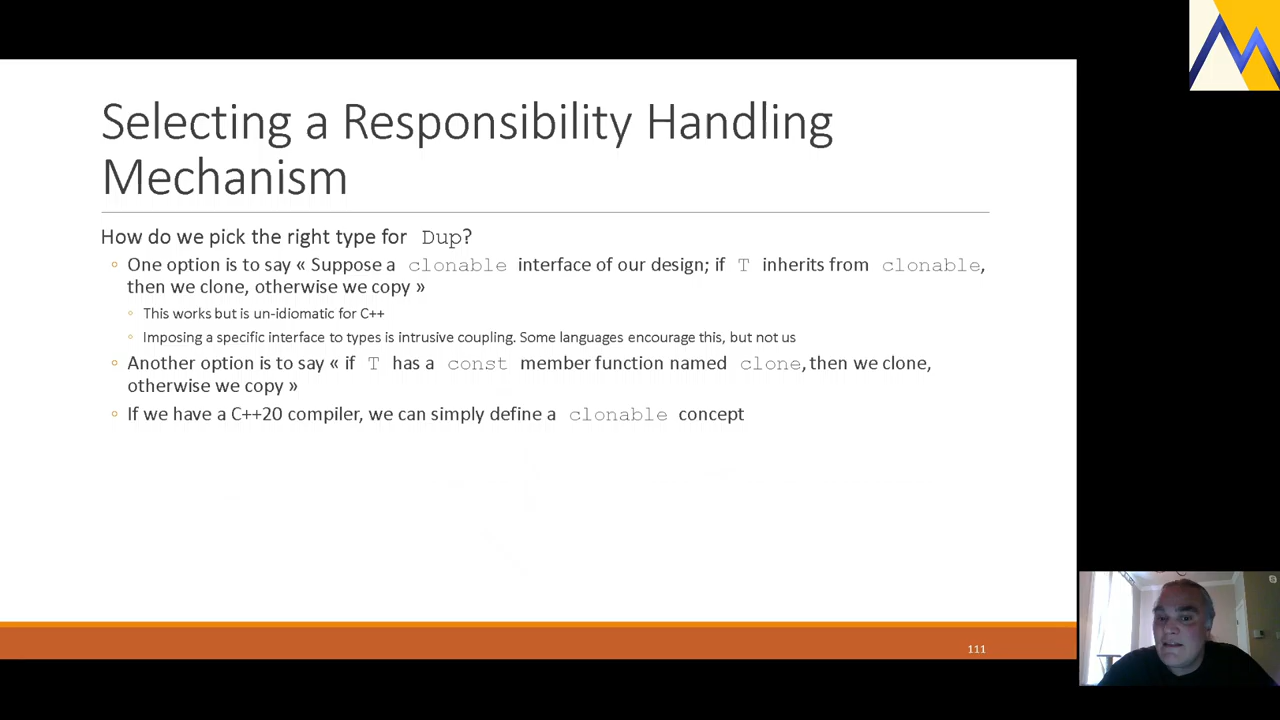 Selecting a Responsibility Handling
Mechanism
How do we pick the right type for Dup?
One option is to say « Suppose a clonable interface of our design; if T inherits from clonable,
then we clone, otherwise we copy »
This works but is un-idiomatic for C++
Imposing a specific interface to types is intrusive coupling. Some languages encourage this, but not us
Another option is to say « if T has a const member function named clone, then we clone,
otherwise we copy »
If we have a C++20 compiler, we can simply define a clonable concept
111